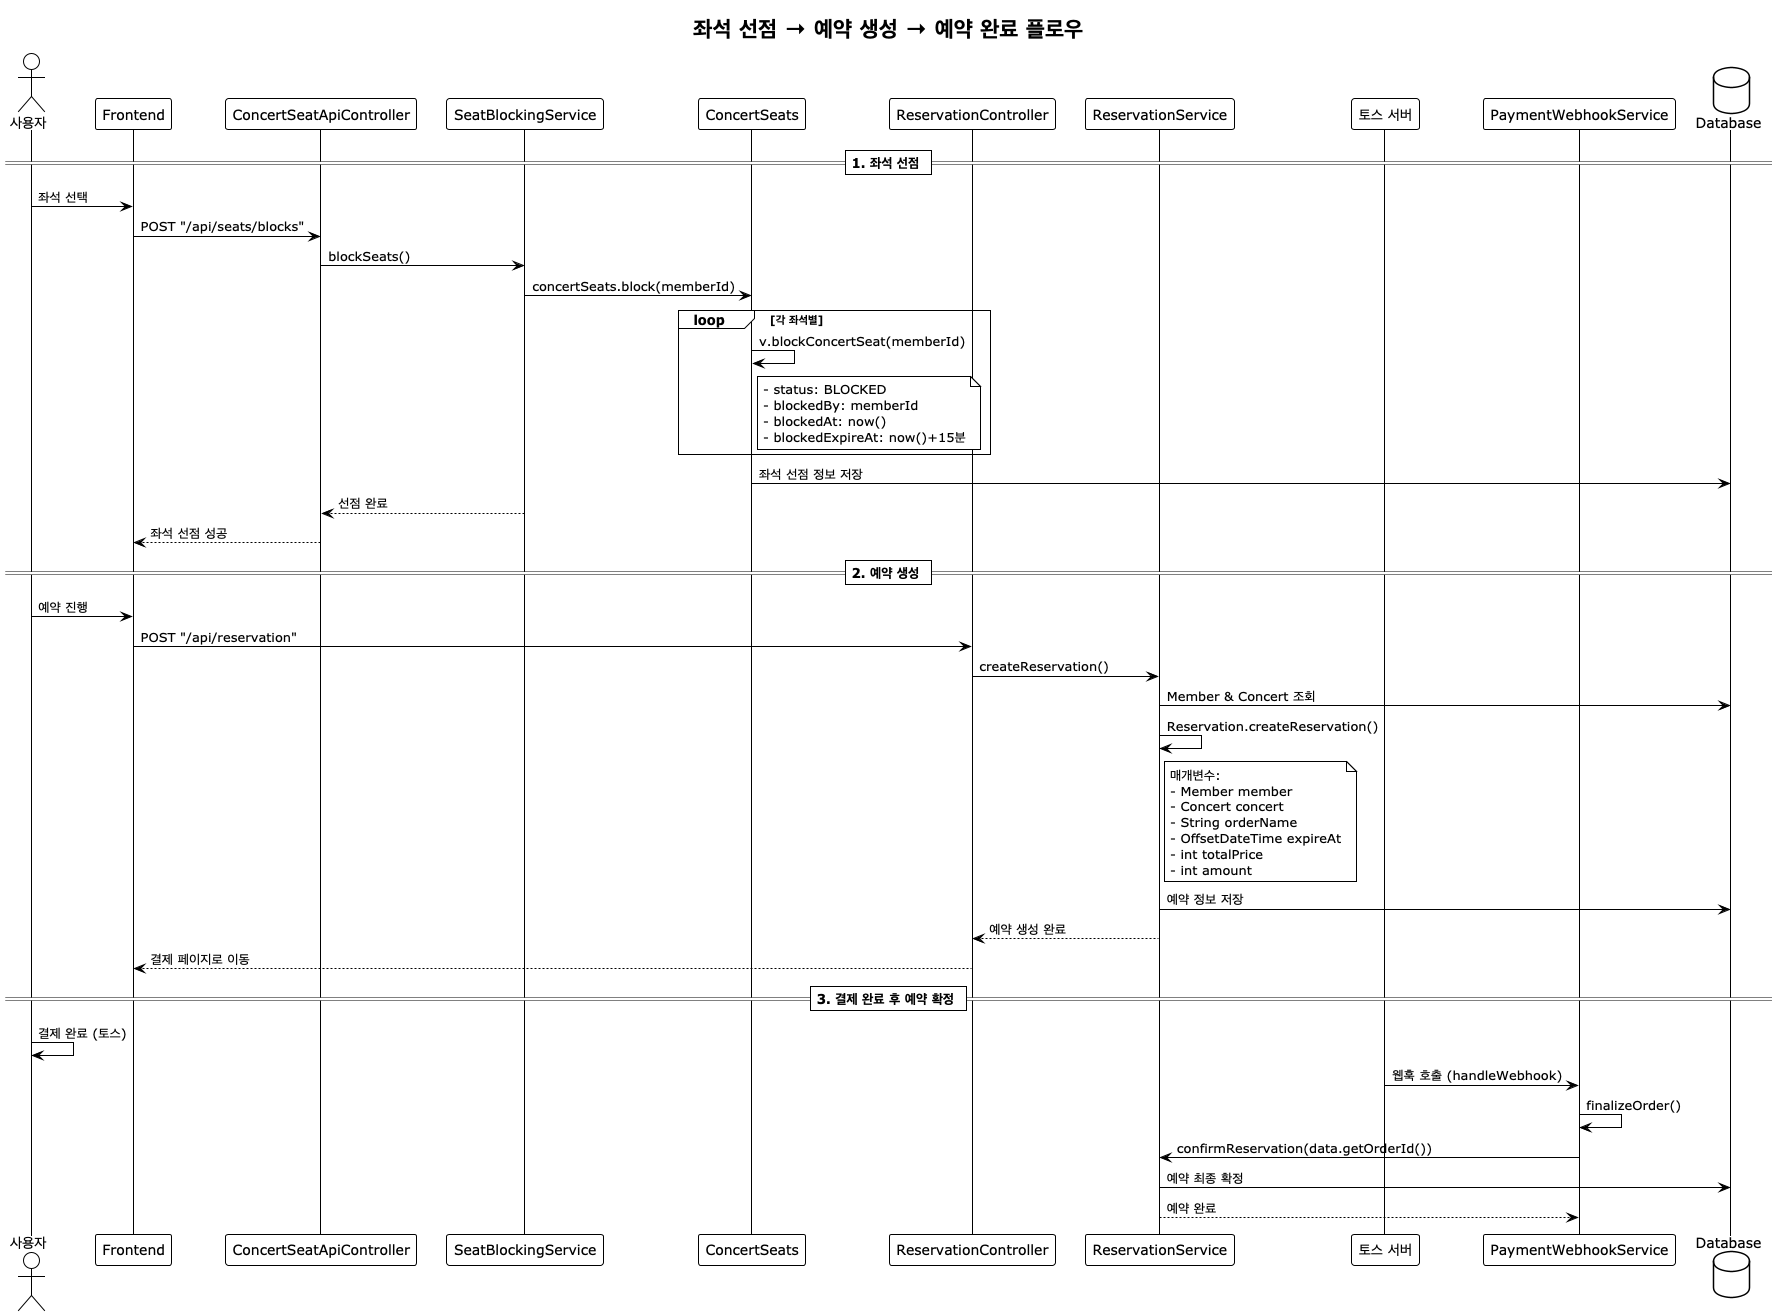 좌석 선점 → 예약 생성 → 예약 완료 플로우
사용자
Frontend
ConcertSeatApiController
SeatBlockingService
ConcertSeats
ReservationController
ReservationService
토스 서버
PaymentWebhookService
Database
1. 좌석 선점
좌석 선택
POST "/api/seats/blocks"
blockSeats()
concertSeats.block(memberId)
loop
[각 좌석별]
v.blockConcertSeat(memberId)
- status: BLOCKED
- blockedBy: memberId
- blockedAt: now()
- blockedExpireAt: now()+15분
좌석 선점 정보 저장
선점 완료
좌석 선점 성공
2. 예약 생성
예약 진행
POST "/api/reservation"
createReservation()
Member & Concert 조회
Reservation.createReservation()
매개변수:
- Member member
- Concert concert
- String orderName
- OffsetDateTime expireAt
- int totalPrice
- int amount
예약 정보 저장
예약 생성 완료
결제 페이지로 이동
3. 결제 완료 후 예약 확정
결제 완료 (토스)
웹훅 호출 (handleWebhook)
finalizeOrder()
confirmReservation(data.getOrderId())
예약 최종 확정
예약 완료
사용자
Frontend
ConcertSeatApiController
SeatBlockingService
ConcertSeats
ReservationController
ReservationService
토스 서버
PaymentWebhookService
Database